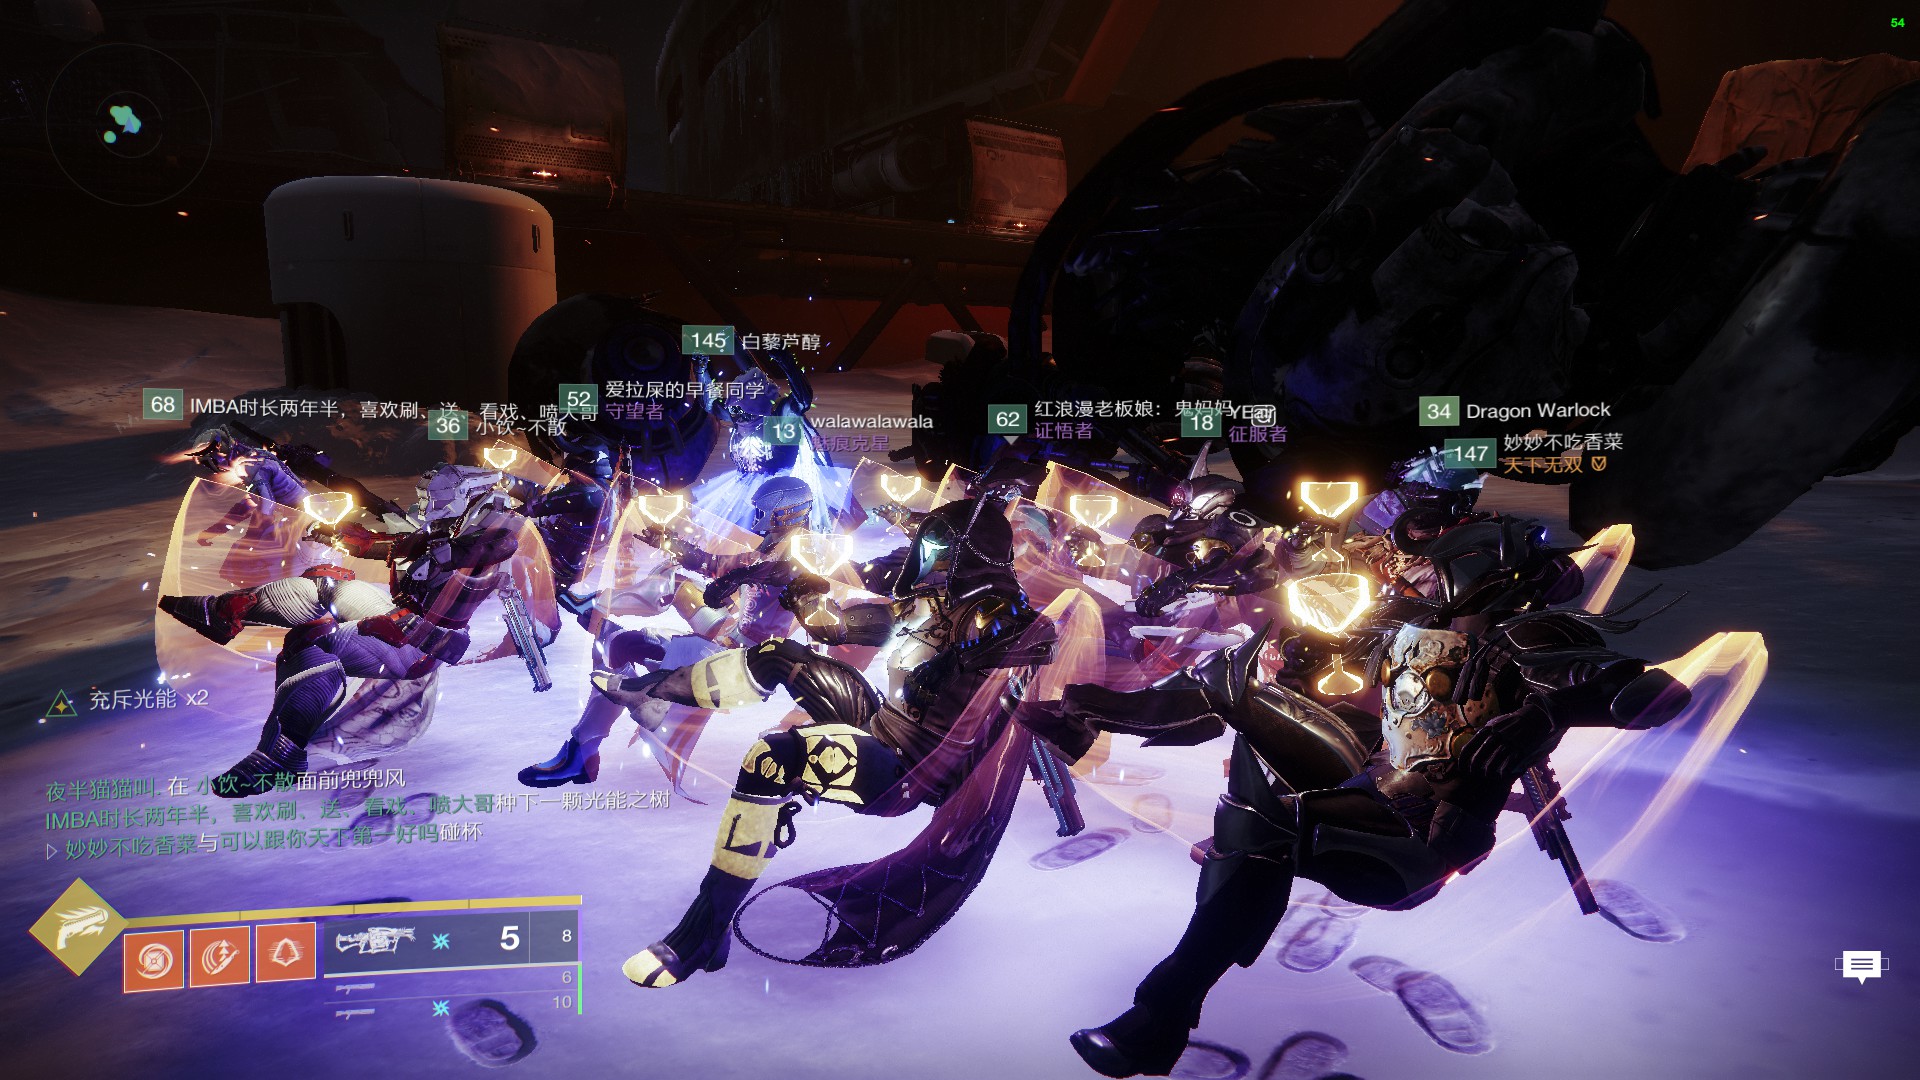 54
145 白藜芦醇
68 IMBA时长两年半，喜欢刷、送、看戏、喷大哥
36 小饮~不散
52 爱拉屎的早餐同学
守望者
13 walawalawala
62 红浪漫老板娘：鬼妈妈
证悟者
18
征服者
34 Dragon Warlock
147 妙妙不吃香菜
天下无双
充斥光能 x2
夜半猫猫叫. 在 小饮~不散面前兜兜风
IMBA时长两年半，喜欢刷、送、看戏、喷大哥种下一颗光能之树
妙妙不吃香菜与可以跟你天下第一好吗碰杯
5 8
6
10